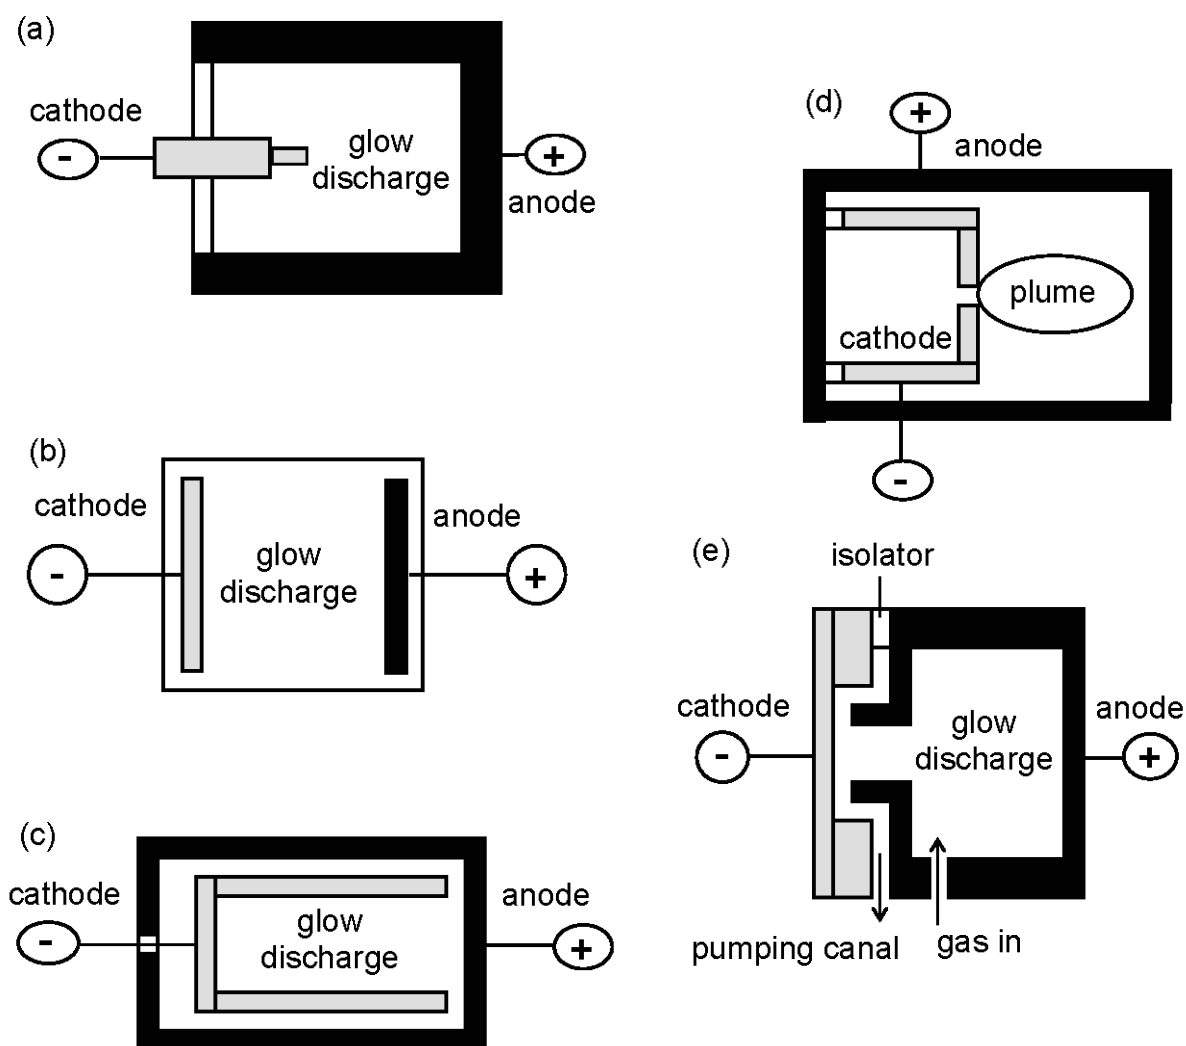 (a)
cathode
-
glow
discharge
+
anode
(b)
cathode
-
glow
discharge
anode
+
(c)
cathode
-
glow
discharge
anode
+
(d)
+
anode
plume
cathode
-
(e)
isolator
cathode
-
glow
discharge
anode
+
pumping canal
gas in